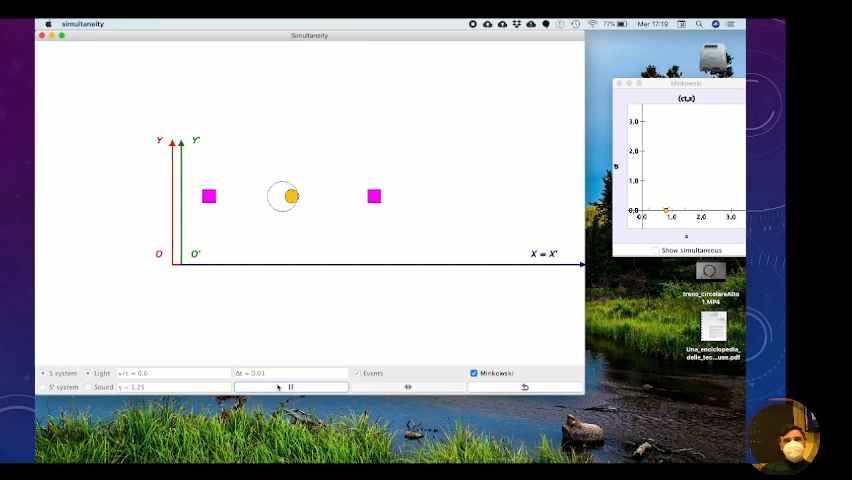 simultaneity
77% Mer 17:19
Simultaneity
Minkowski
(ct,x)
3,0
2,0
1,0
0,0
0,0 1,0 2,0 3,0
x
Show simultaneous
Y Y'
O O'
X = X'
S system Light v/c = 0.6 Δt = 0.01 Events Minkowski
S' system Sound γ = 1.25
treno_circolareAlto
1.MP4
Una_enciclopedia_
delle_tec...use.pdf